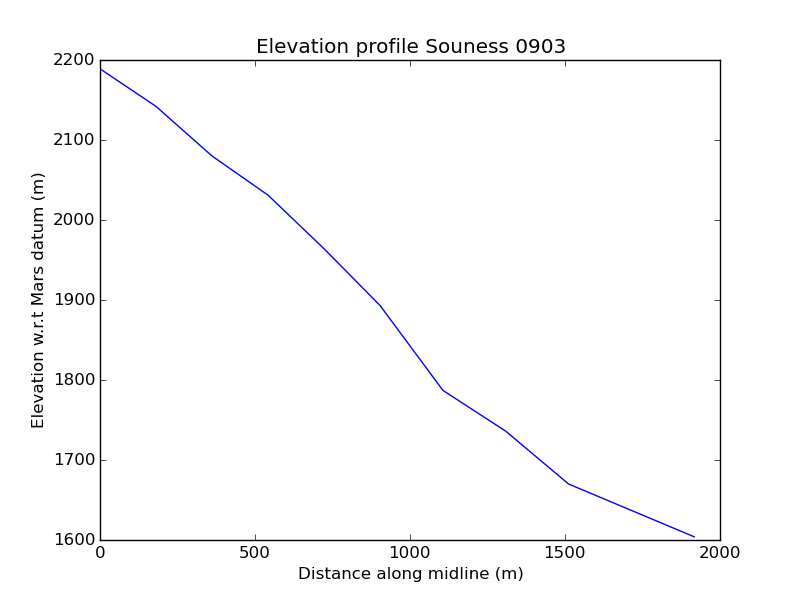 Elevation profile Souness 0903
2200
2100
2000
1900
1800
1700
1600
Elevation w.r.t Mars datum (m)
0 500 1000 1500 2000
Distance along midline (m)